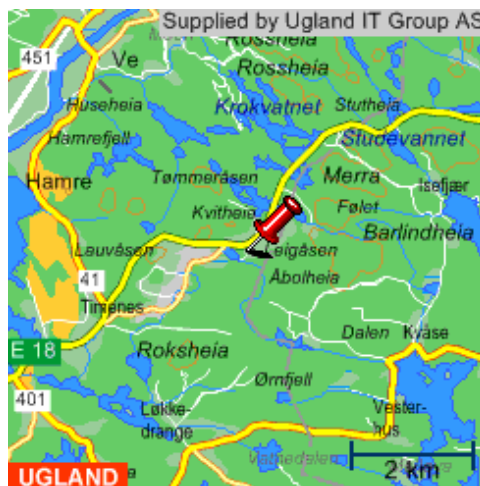 Supplied by Ugland IT Group AS
Rossheia
451
Ve
Rossheia
Huseheia
Krokvatnet
Stutheia
Hamrefjell
Studevannet
Tømmeråsen
Merra
Hamre
Isefjær
Kvitheia
Følet
Barlindheia
Lauvåsen
eigåsen
41
Åbolheia
Timenes
Dalen
Kvåse
E 18
Roksheia
Ørnfjell
401
Løkke-
drange
Vester-
hus
Vatnedalen
2 km
UGLAND